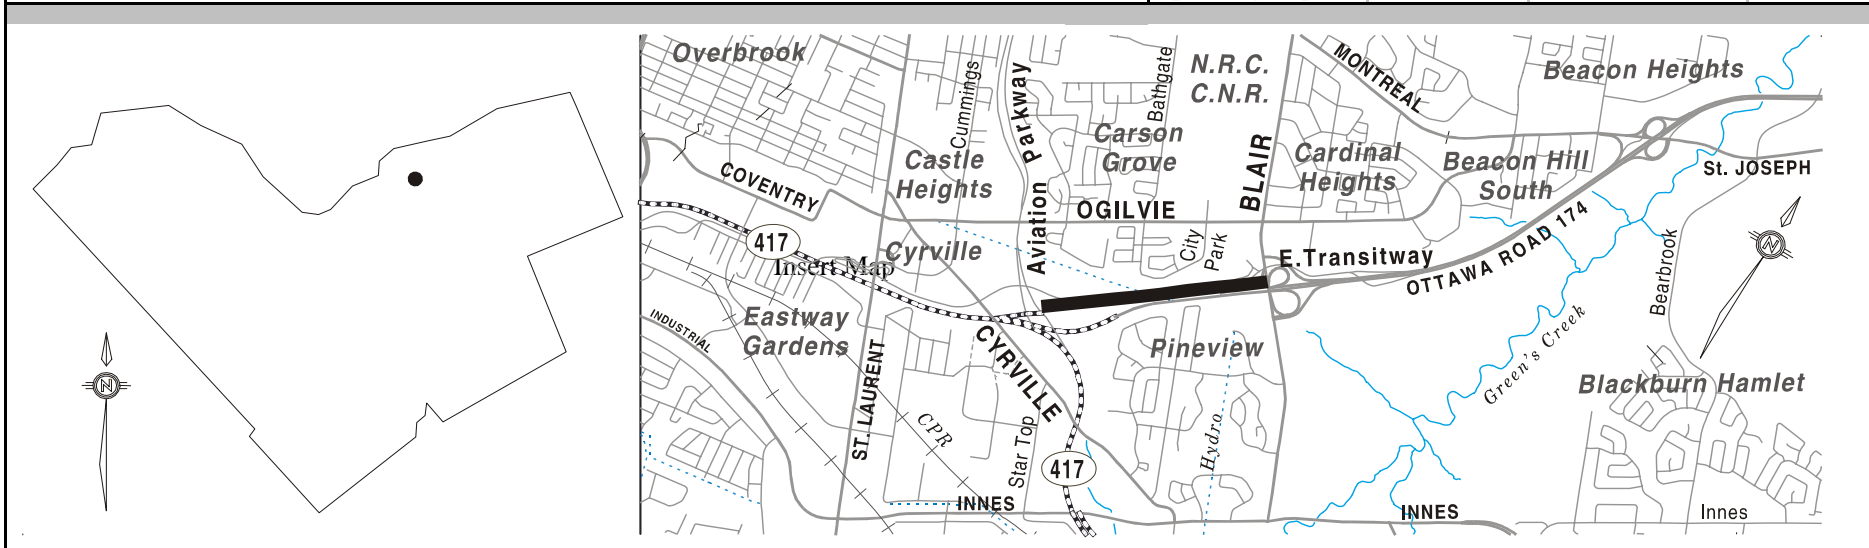 Overbrook
Cummings
Aviation Parkway
Bathgate
N.R.C.
C.N.R.
MONTREAL
Beacon Heights
Carson
Grove
BLAIR
Castle
Heights
Cardinal
Heights
Beacon Hill
South
St. JOSEPH
COVENTRY
OGILVIE
417
Insert Map
Cyrville
City
Park
E.Transitway
OTTAWA ROAD 174
Bearbrook
N
Eastway
Gardens
INDUSTRIAL
ST. LAURENT
CYRVILLE
Pineview
Green's Creek
Blackburn Hamlet
N
CPR
Star Top
417
Hydro
INNES
INNES
Innes